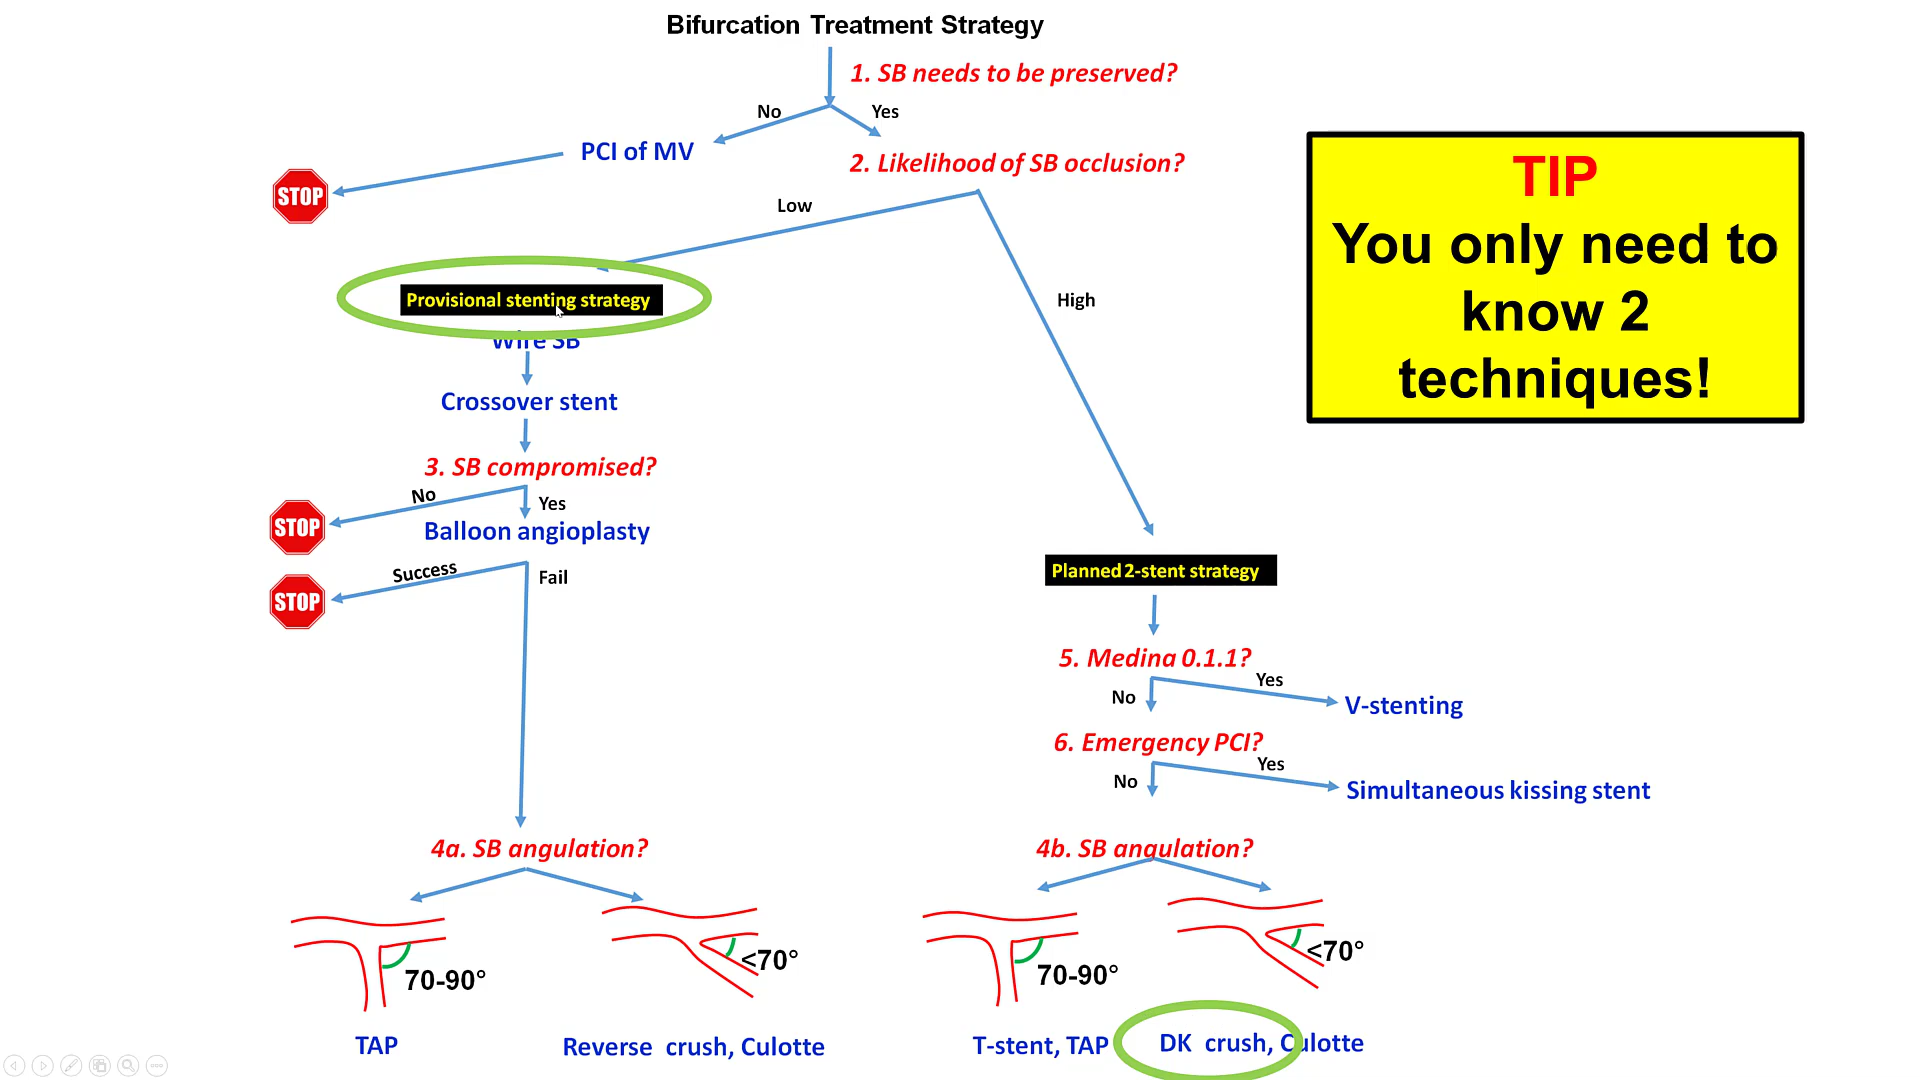 Bifurcation Treatment Strategy
1. SB needs to be preserved?
No
Yes
PCI of MV
2. Likelihood of SB occlusion?
STOP
Low
TIP
You only need to
know 2
techniques!
Provisional stenting strategy
High
Wire SB
Crossover stent
3. SB compromised?
No
Yes
STOP
Balloon angioplasty
Success
Fail
STOP
Planned 2-stent strategy
5. Medina 0.1.1?
Yes
No
V-stenting
6. Emergency PCI?
Yes
No
Simultaneous kissing stent
4a. SB angulation?
4b. SB angulation?
70-90°
<70°
70-90°
<70°
TAP
Reverse crush, Culotte
T-stent, TAP
DK crush, Culotte